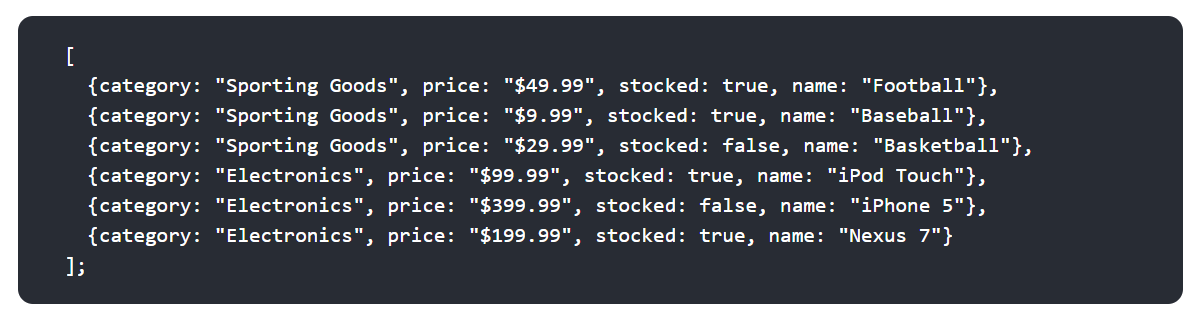 [
  {category: "Sporting Goods", price: "$49.99", stocked: true, name: "Football"},
  {category: "Sporting Goods", price: "$9.99", stocked: true, name: "Baseball"},
  {category: "Sporting Goods", price: "$29.99", stocked: false, name: "Basketball"},
  {category: "Electronics", price: "$99.99", stocked: true, name: "iPod Touch"},
  {category: "Electronics", price: "$399.99", stocked: false, name: "iPhone 5"},
  {category: "Electronics", price: "$199.99", stocked: true, name: "Nexus 7"}
];